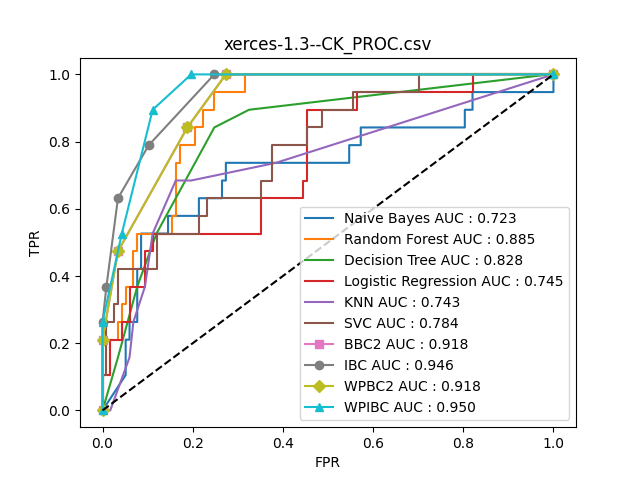 xerces-1.3--CK_PROC.csv
1.0
0.8
0.6
0.4
0.2
0.0
TPR
Naive Bayes AUC : 0.723
Random Forest AUC : 0.885
Decision Tree AUC : 0.828
Logistic Regression AUC : 0.745
KNN AUC : 0.743
SVC AUC : 0.784
BBC2 AUC : 0.918
IBC AUC : 0.946
WPBC2 AUC : 0.918
WPIBC AUC : 0.950
0.0 0.2 0.4 0.6 0.8 1.0
FPR